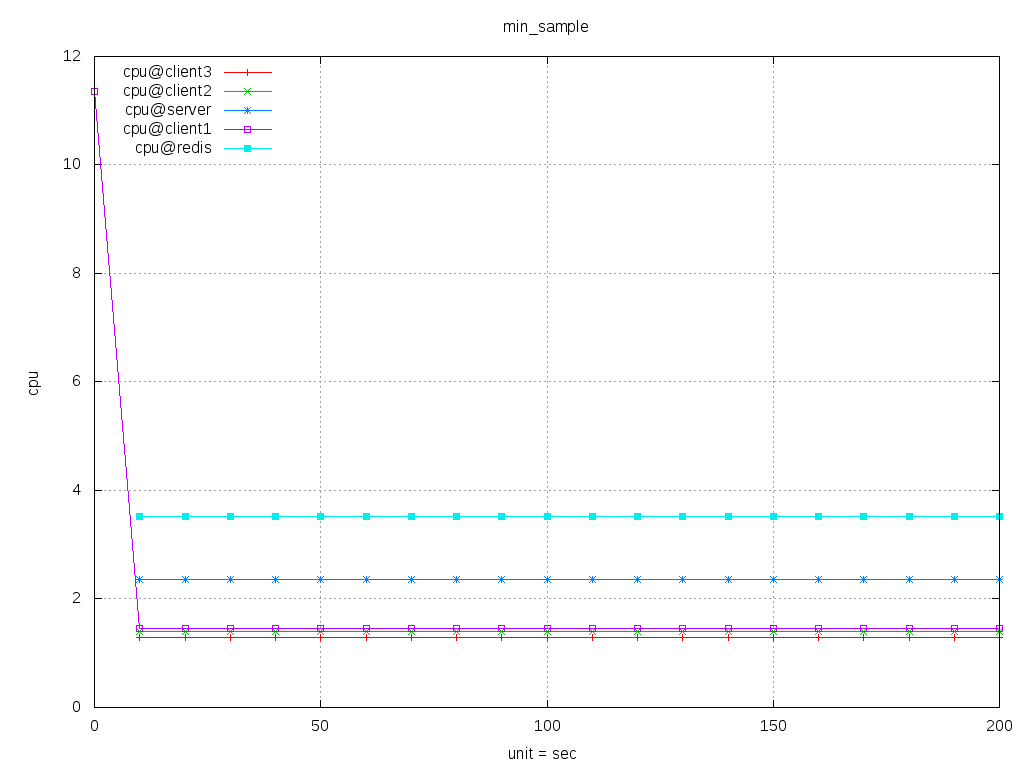 min_sample
12
cpu@client3
cpu@client2
cpu@server
cpu@client1
cpu@redis
10
8
6
cpu
4
2
0
0 50 100 150 200
unit = sec